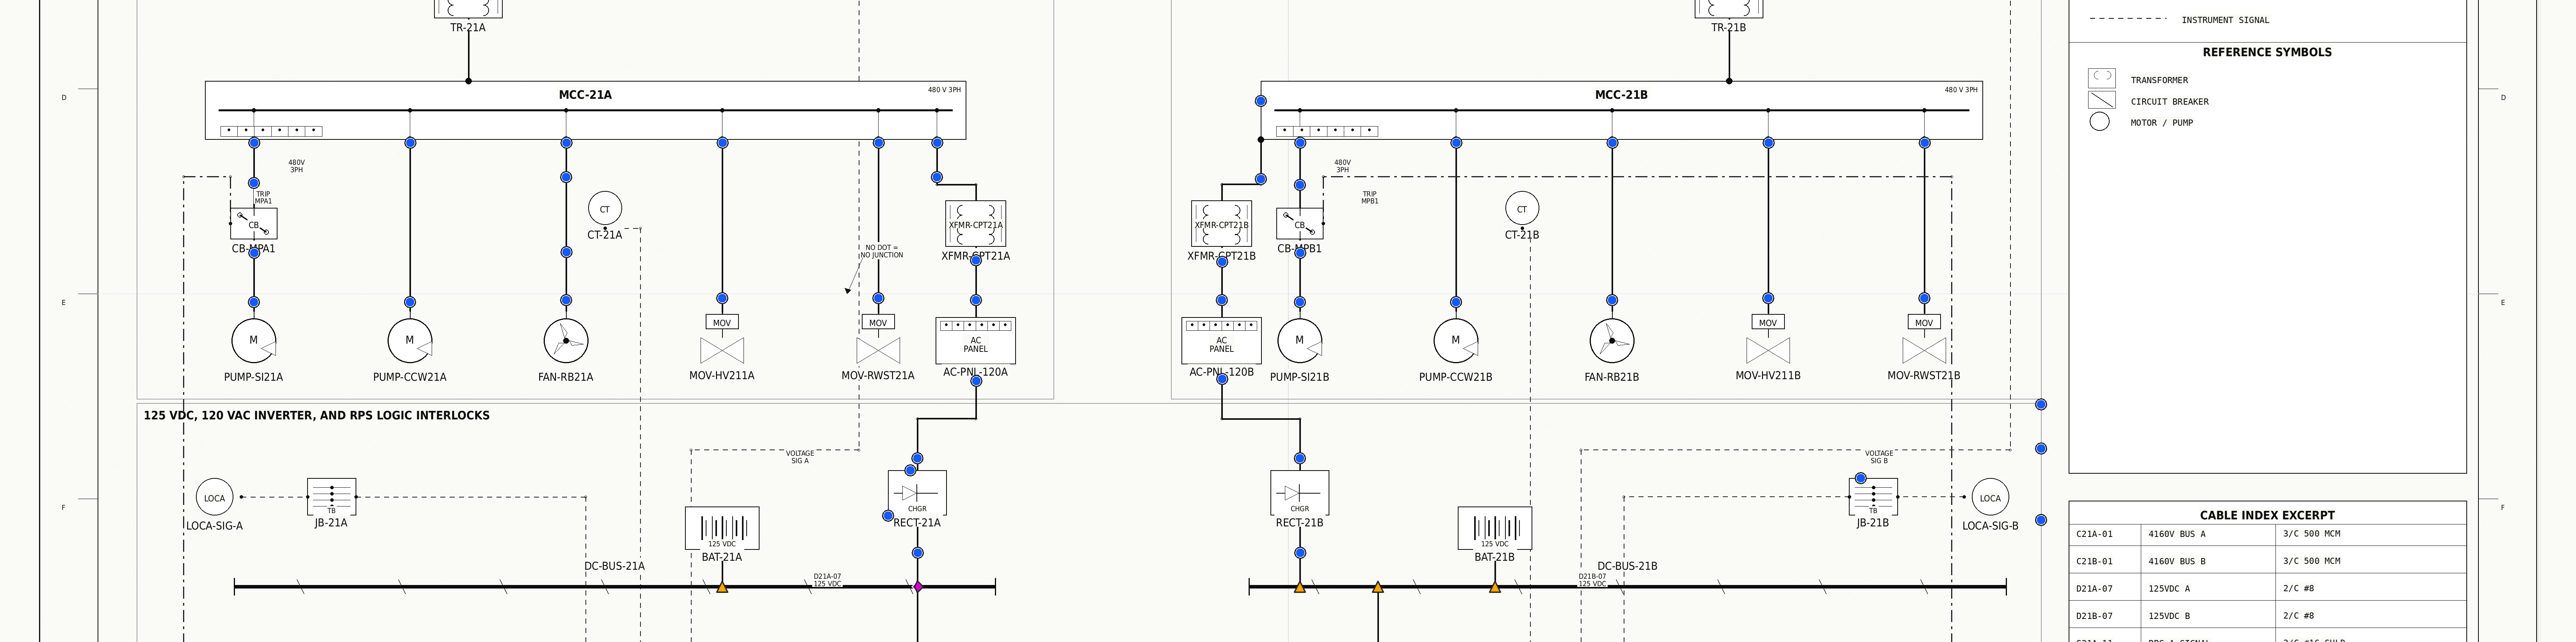 TR-21A
TR-21B
INSTRUMENT SIGNAL
REFERENCE SYMBOLS
TRANSFORMER
CIRCUIT BREAKER
MOTOR / PUMP
D
D
MCC-21A
480 V 3PH
MCC-21B
480 V 3PH
480V
3PH
TRIP
MPA1
CB
CB-MPA1
CT
CT-21A
NO DOT =
NO JUNCTION
XFMR-CPT21A
XFMR-CPT21A
480V
3PH
TRIP
MPB1
XFMR-CPT21B
XFMR-CPT21B
CB
CB-MPB1
CT
CT-21B
E
E
M
PUMP-SI21A
M
PUMP-CCW21A
FAN-RB21A
MOV
MOV-HV211A
MOV
MOV-RWST21A
AC
PANEL
AC-PNL-120A
AC
PANEL
AC-PNL-120B
M
PUMP-SI21B
M
PUMP-CCW21B
FAN-RB21B
MOV
MOV-HV211B
MOV
MOV-RWST21B
125 VDC, 120 VAC INVERTER, AND RPS LOGIC INTERLOCKS
VOLTAGE
SIG A
VOLTAGE
SIG B
F
F
LOCA
LOCA-SIG-A
TB
JB-21A
125 VDC
BAT-21A
CHGR
RECT-21A
CHGR
RECT-21B
125 VDC
BAT-21B
TB
JB-21B
LOCA
LOCA-SIG-B
DC-BUS-21A
D21A-07
125 VDC
DC-BUS-21B
D21B-07
125 VDC
CABLE INDEX EXCERPT
C21A-01 4160V BUS A 3/C 500 MCM
C21B-01 4160V BUS B 3/C 500 MCM
D21A-07 125VDC A 2/C #8
D21B-07 125VDC B 2/C #8